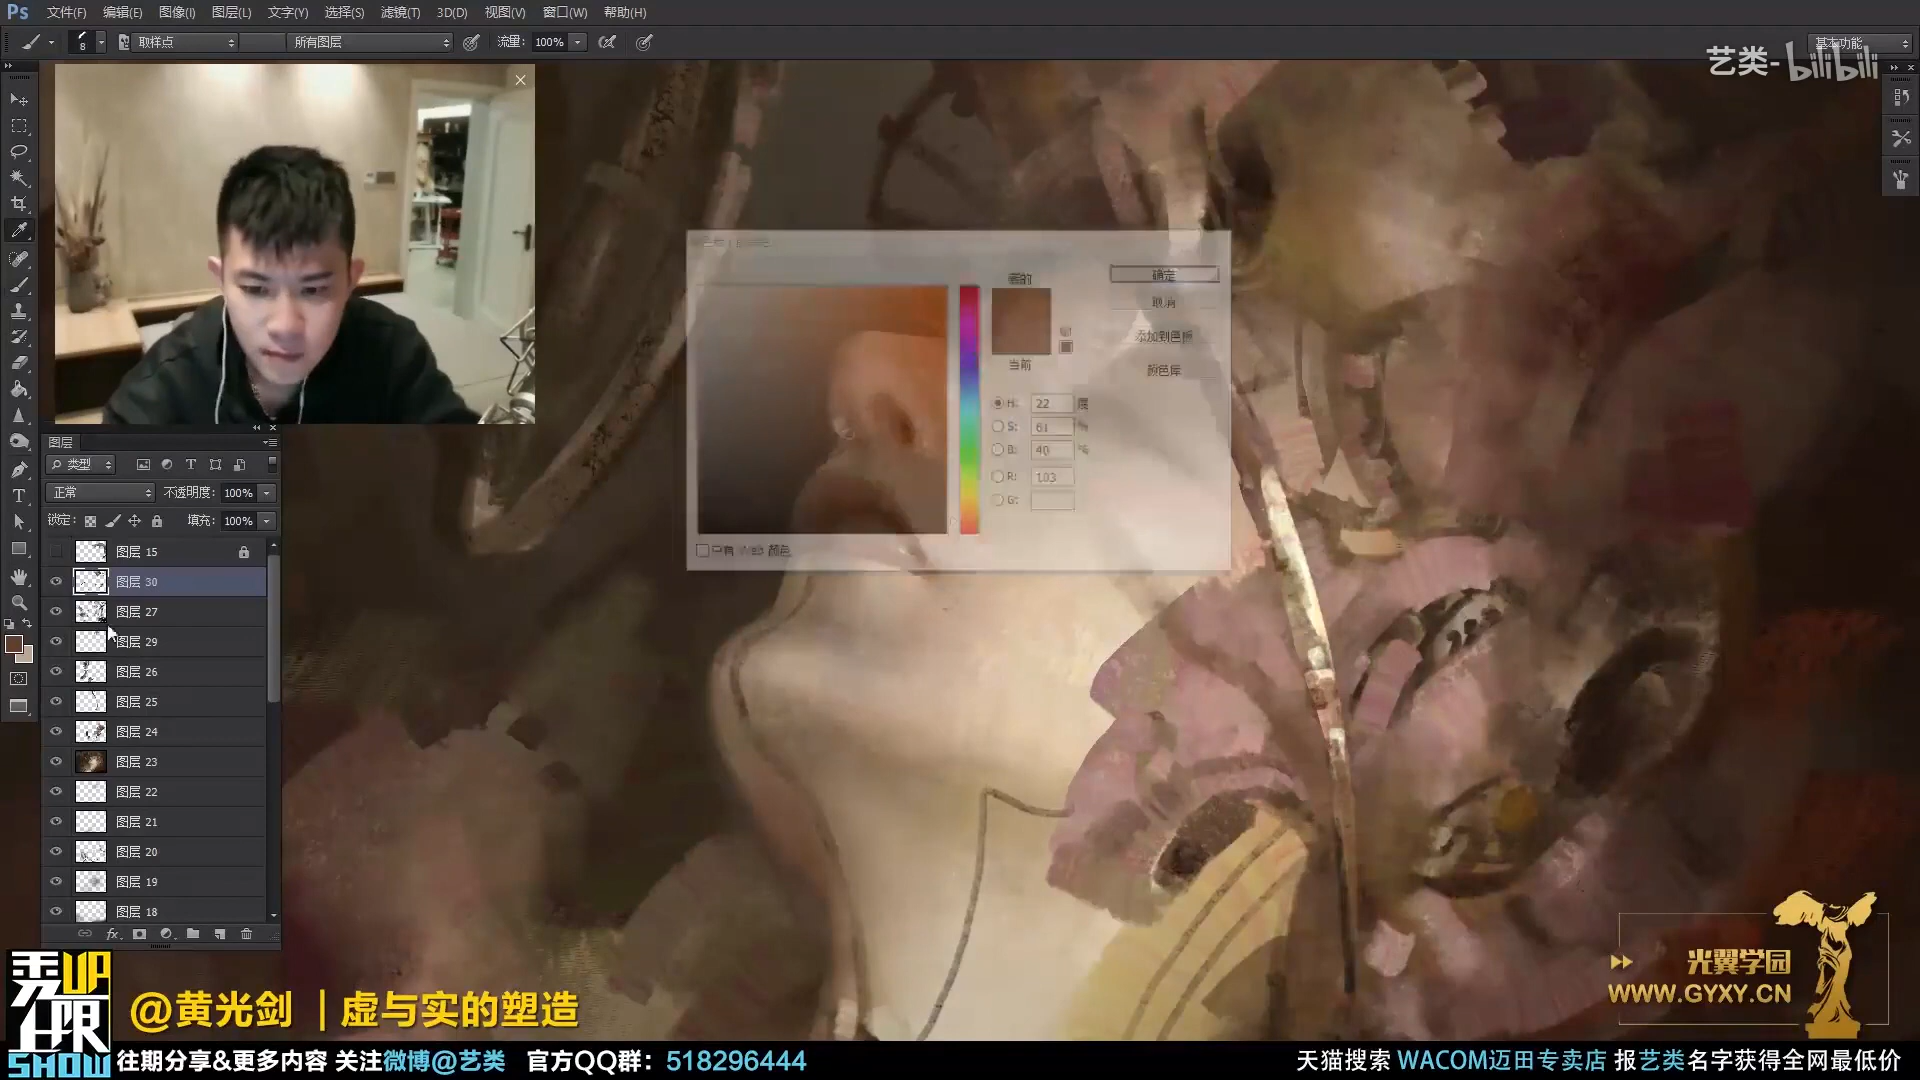 Ps 文件(F) 编辑(E) 图像(I) 图层(L) 文字(Y) 选择(S) 滤镜(T) 3D(D) 视图(V) 窗口(W) 帮助(H)
8 取样点 所有图层 流量: 100%
基本功能
艺类-bilibili
新的
确定
取消
添加到色板
颜色库
当前
H: 22 度
S: 61 %
B: 40 %
R: 103
G:
颜色
图层
类型
正常 不透明度: 100%
锁定: 填充: 100%
图层 15
图层 30
图层 27
图层 29
图层 26
图层 25
图层 24
图层 23
图层 22
图层 21
图层 20
图层 19
图层 18
秀UP
HR
SHOW
@黄光剑 | 虚与实的塑造
往期分享&更多内容 关注微博@艺类 官方QQ群: 518296444
光翼学园
WWW.GYXY.CN
天猫搜索 WACOM迈田专卖店 报艺类名字获得全网最低价